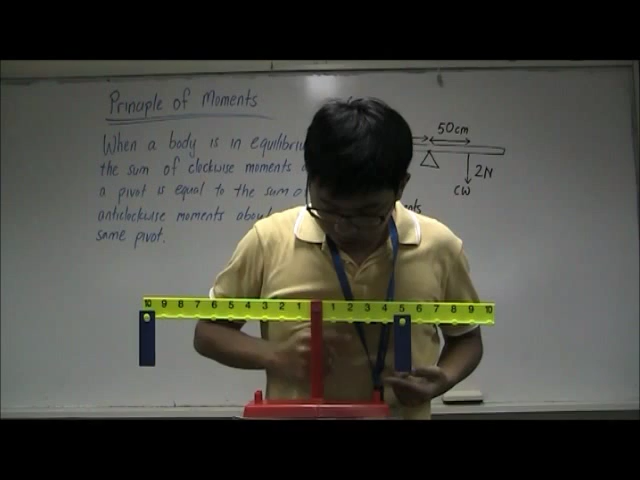 Principle of Moments
When a body is in equilibriu
the sum of clockwise moments
a pivot is equal to the sum o
anticlockwise moments about
same pivot.
50cm
2N
CW
10 9 8 7 6 5 4 3 2 1 1 2 3 4 5 6 7 8 9 10